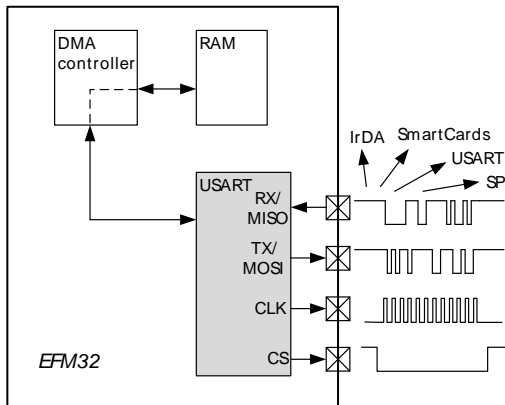 DMA
controller
RAM
IrDA
SmartCards
USART
SP
USART
RX/
MISO
TX/
MOSI
CLK
CS
EFM32